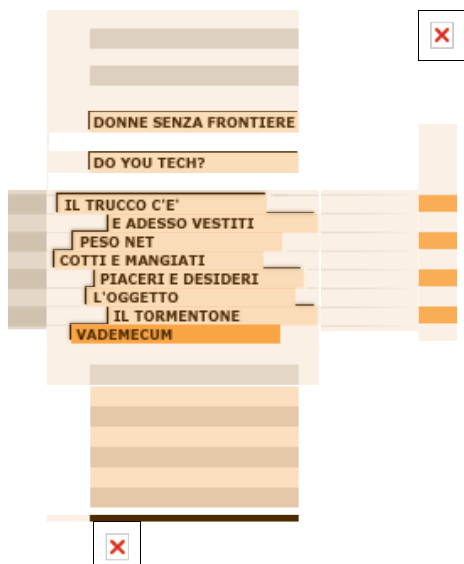 DONNE SENZA FRONTIERE
DO YOU TECH?
IL TRUCCO C'E'
E ADESSO VESTITI
PESO NET
COTTI E MANGIATI
PIACERI E DESIDERI
L'OGGETTO
IL TORMENTONE
VADEMECUM